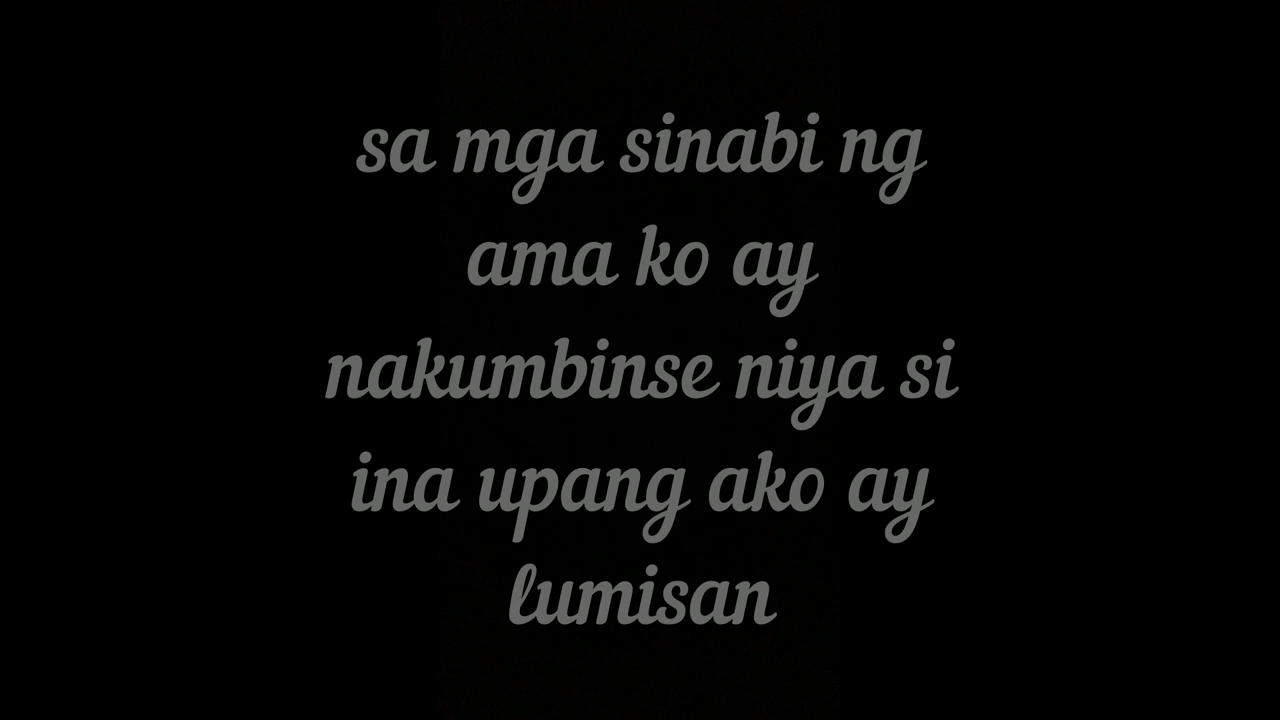 sa mga sinabi ng
ama ko ay
nakumbinse niya si
ina upang ako ay
lumisan